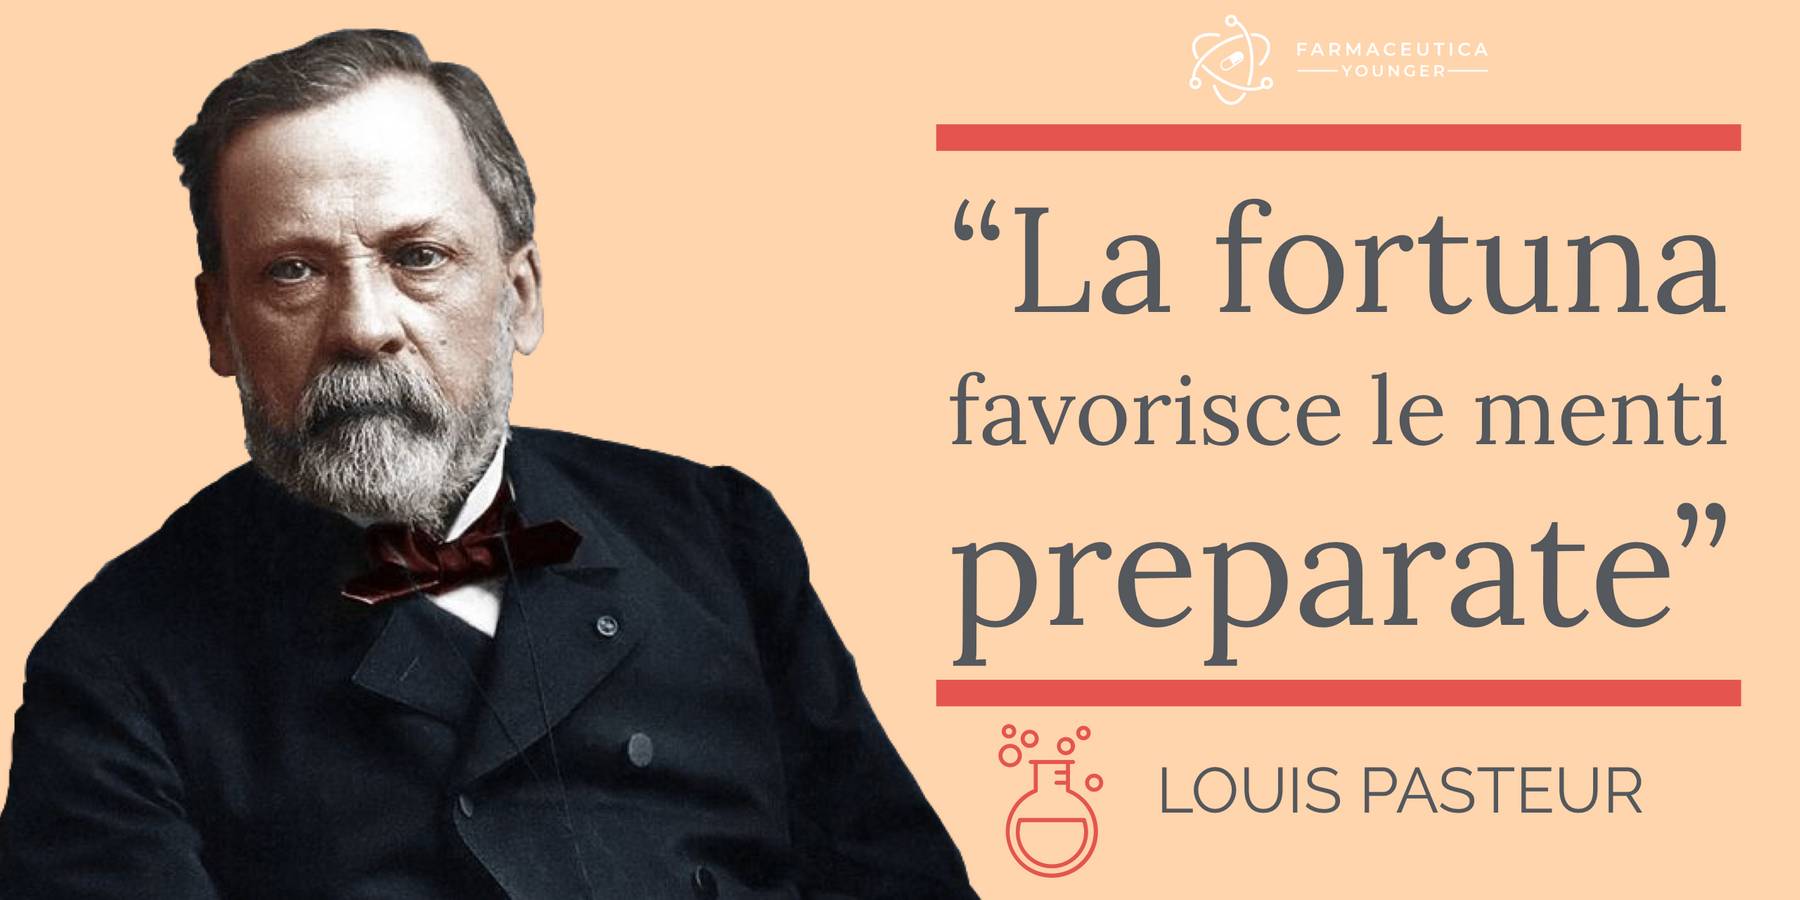 FARMACEUTICA
YOUNGER
“La fortuna
favorisce le menti
preparate”
LOUIS PASTEUR